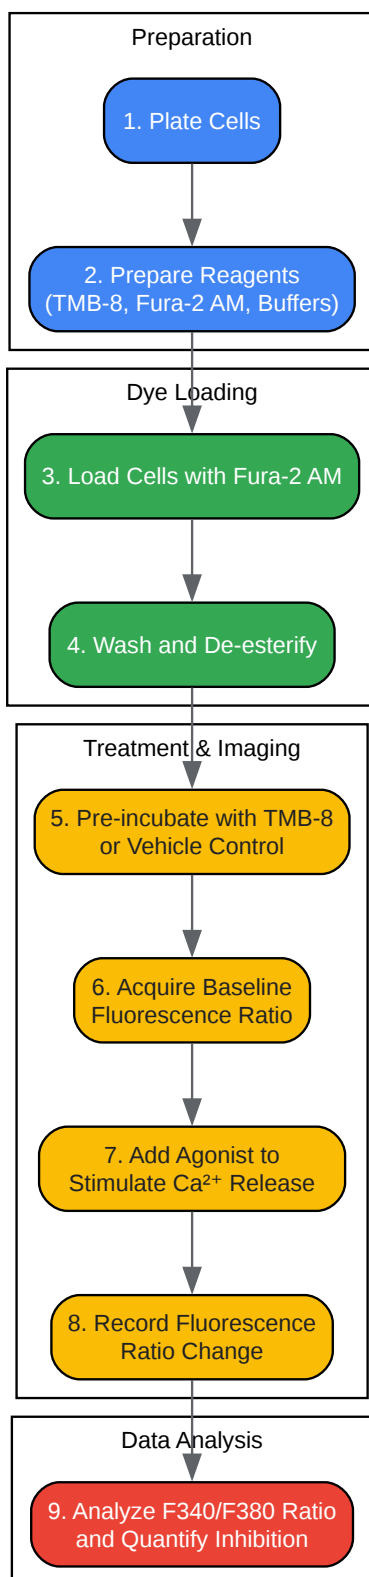 Preparation
1. Plate Cells
2. Prepare Reagents
(TMB-8, Fura-2 AM, Buffers)
Dye Loading
3. Load Cells with Fura-2 AM
4. Wash and De-esterify
Treatment & Imaging
5. Pre-incubate with TMB-8
or Vehicle Control
6. Acquire Baseline
Fluorescence Ratio
7. Add Agonist to
Stimulate Ca²⁺ Release
8. Record Fluorescence
Ratio Change
Data Analysis
9. Analyze F340/F380 Ratio
and Quantify Inhibition